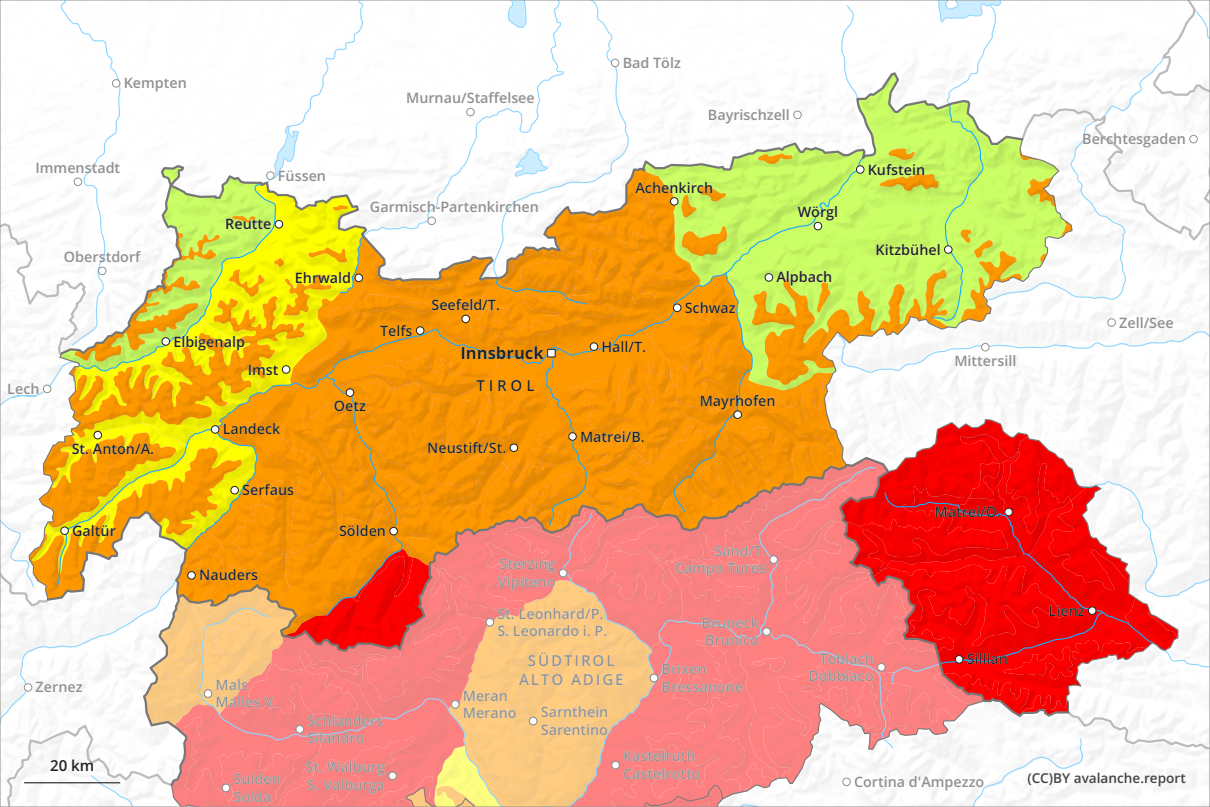 Kempten
Bad Tölz
Murnau/Staffelsee
Bayrischzell
Berchtesgaden
Immenstadt
Füssen
Kufstein
Achenkirch
Garmisch-Partenkirchen
Wörgl
Reutte
Kitzbühel
Oberstdorf
Ehrwald
Alpbach
Seefeld/T.
Schwaz
Telfs
Zell/See
Elbigenalp
Innsbruck
Hall/T.
Mittersill
Imst
TIROL
Lech
Oetz
Mayrhofen
Landeck
St. Anton/A.
Neustift/St.
Matrei/B.
Serfaus
Galtür
Sölden
Matrei/O.
Sand/T.
Campo Tures
Sterzing
Vipiteno
Nauders
St. Leonhard/P.
S. Leonardo i. P.
Lienz
Bruneck
Brunico
SÜDTIROL
ALTO ADIGE
Toblach
Dobbiaco
Sillian
Brixen
Bressanone
Zernez
Mals
Malles V.
Meran
Merano
Sarnthein
Sarentino
Schlanders
Silandro
Kastelruth
Castelrotto
St. Walburg
S. Valburga
Sulden
Solda
Cortina d'Ampezzo
20 km
(CC)BY avalanche.report